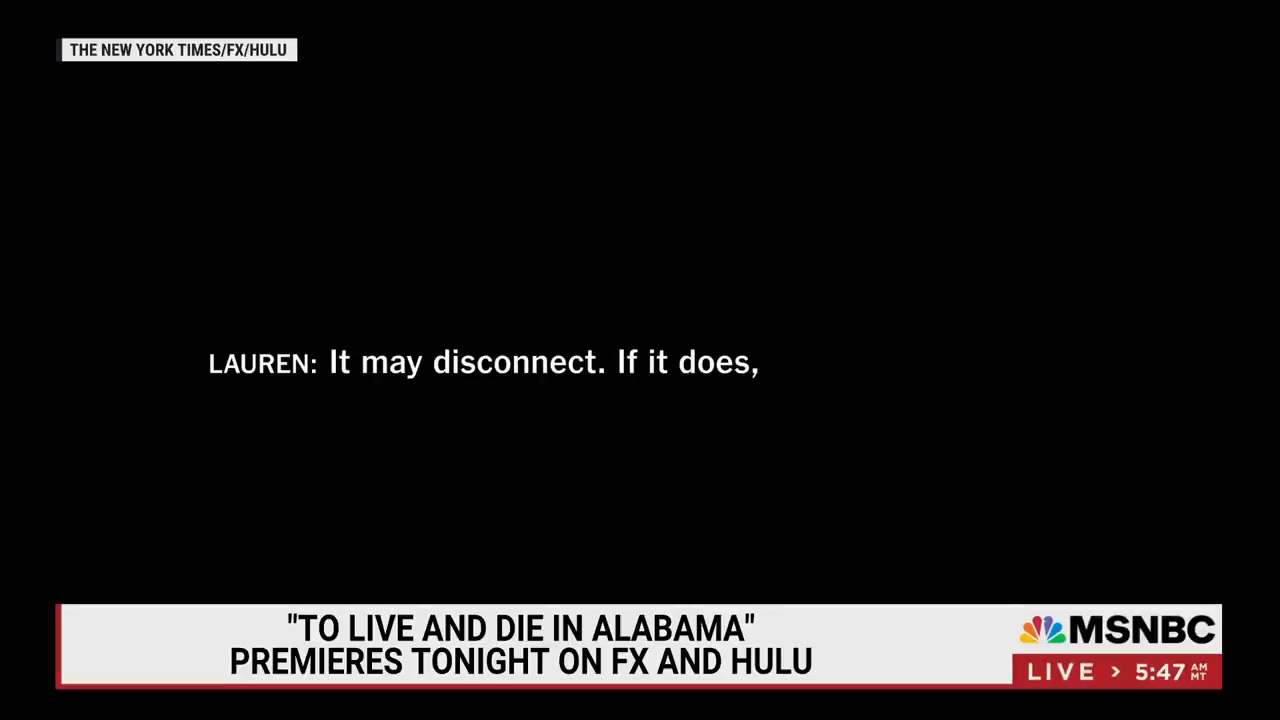 THE NEW YORK TIMES/FX/HULU
LAUREN: It may disconnect. If it does,
"TO LIVE AND DIE IN ALABAMA"
PREMIERES TONIGHT ON FX AND HULU
MSNBC
LIVE > 5:47 AM MT